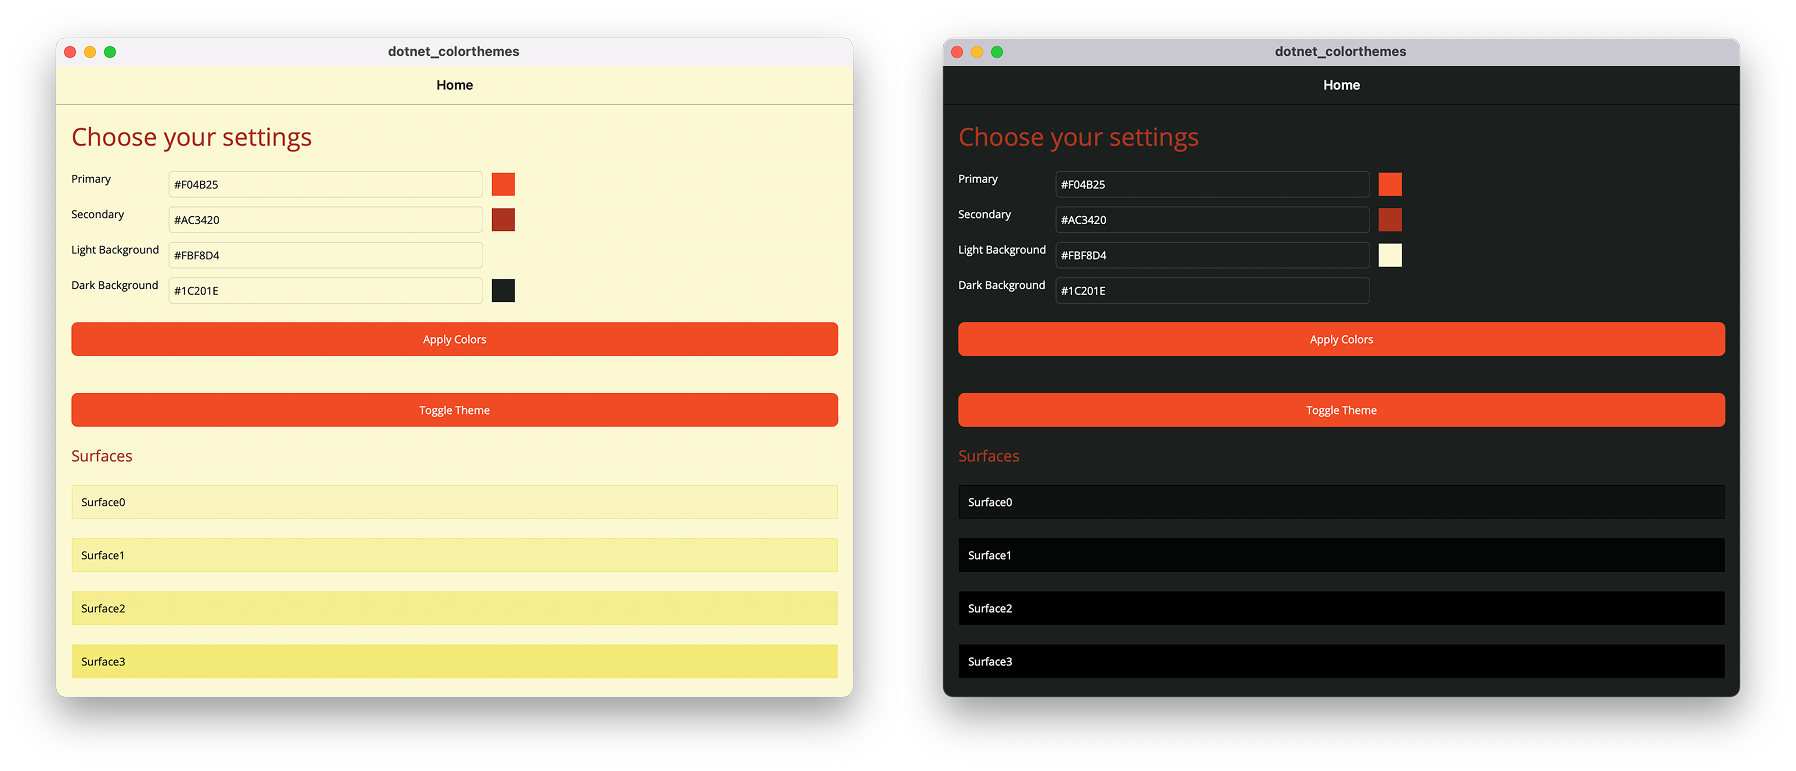 dotnet_colorthemes
Home
Choose your settings
Primary
#F04B25
Secondary
#AC3420
Light Background
#FBF8D4
Dark Background
#1C201E
Apply Colors
Toggle Theme
Surfaces
Surface0
Surface1
Surface2
Surface3
dotnet_colorthemes
Home
Choose your settings
Primary
#F04B25
Secondary
#AC3420
Light Background
#FBF8D4
Dark Background
#1C201E
Apply Colors
Toggle Theme
Surfaces
Surface0
Surface1
Surface2
Surface3